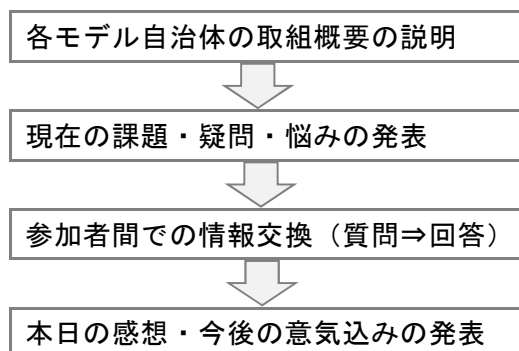 各モデル自治体の取組概要の説明
現在の課題・疑問・悩みの発表
参加者間での情報交換（質問⇒回答）
本日の感想・今後の意気込みの発表